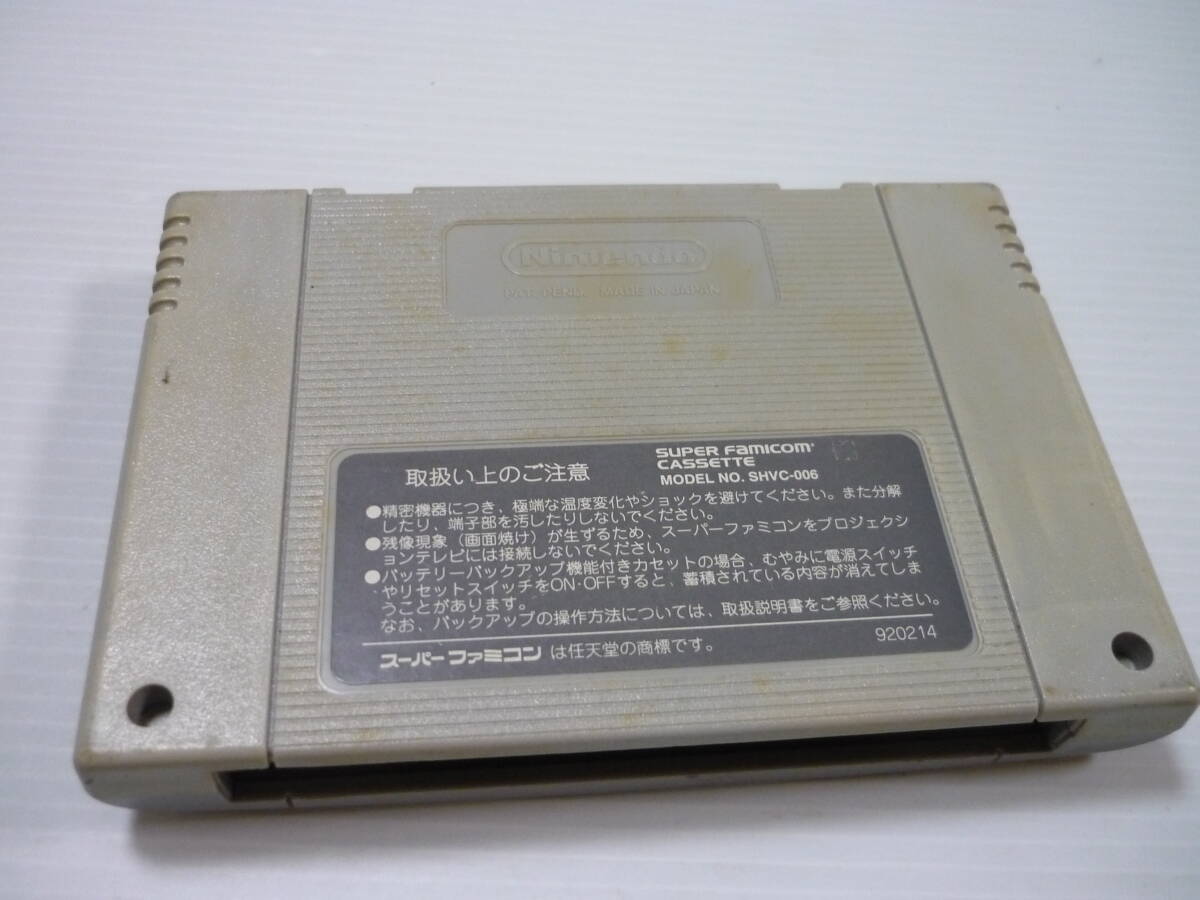 Nintendo
PAT. PEND. MADE IN JAPAN
取扱い上のご注意
SUPER FAMICOM
CASSETTE
MODEL NO. SHVC-006
●精密機器につき、極端な温度変化やショックを避けてください。また分解
したり、端子部を汚したりしないでください。
●残像現象(画面焼け)が生ずるため、スーパーファミコンをプロジェクシ
ョンテレビには接続しないでください。
●バッテリーバックアップ機能付きカセットの場合、むやみに電源スイッチ
やリセットスイッチをON・OFFすると、蓄積されている内容が消えてしま
うことがあります。
なお、バックアップの操作方法については、取扱説明書をご参照ください。
スーパーファミコン は任天堂の商標です。
920214